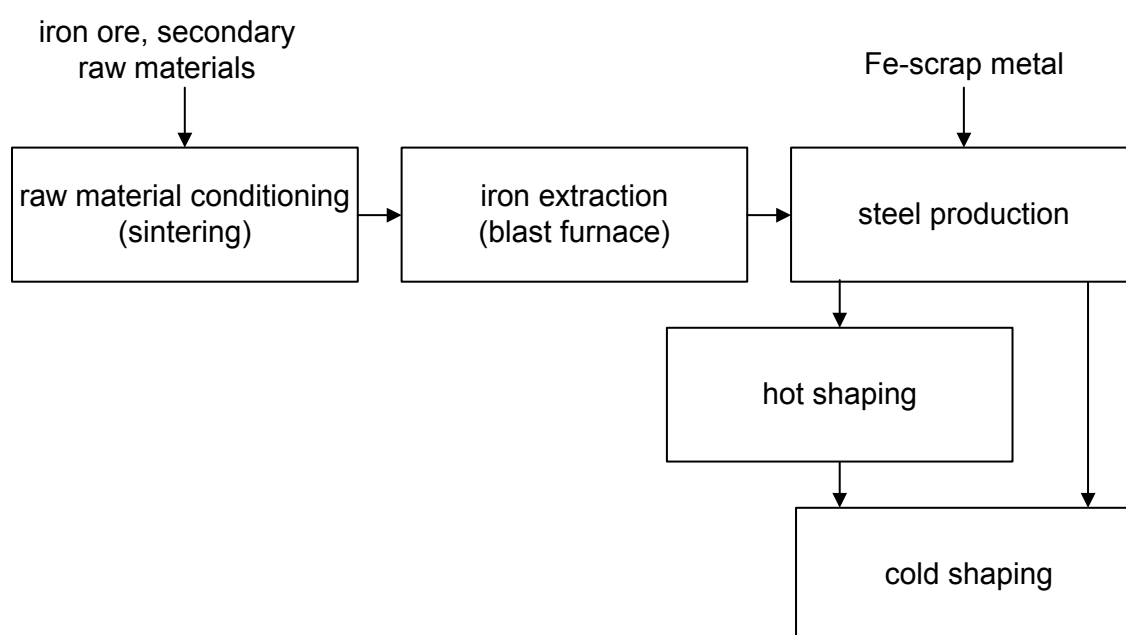 iron ore, secondary
raw materials
Fe-scrap metal
raw material conditioning
(sintering)
iron extraction
(blast furnace)
steel production
hot shaping
cold shaping